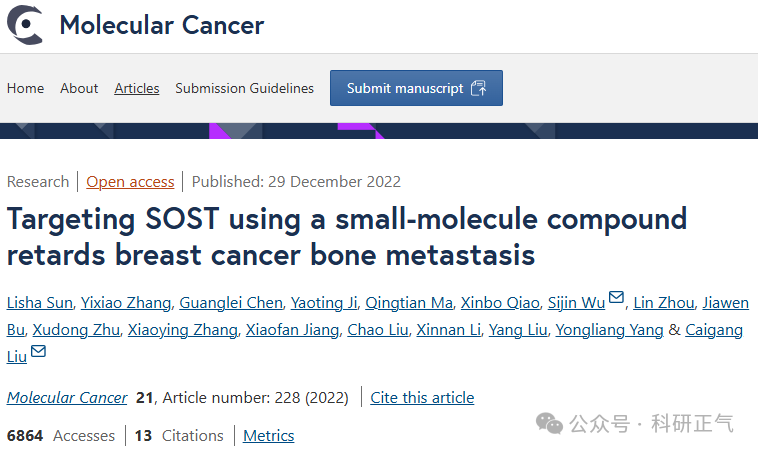 Molecular Cancer
Home About Articles Submission Guidelines Submit manuscript
Research Open access Published: 29 December 2022
Targeting SOST using a small-molecule compound
retards breast cancer bone metastasis
Lisha Sun, Yixiao Zhang, Guanglei Chen, Yaoting Ji, Qingtian Ma, Xinbo Qiao, Sijin Wu, Lin Zhou, Jiawen
Bu, Xudong Zhu, Xiaoying Zhang, Xiaofan Jiang, Chao Liu, Xinnan Li, Yang Liu, Yongliang Yang & Caigang
Liu
Molecular Cancer 21, Article number: 228 (2022) Cite this article
6864 Accesses 13 Citations Metrics
公众号·科研正气